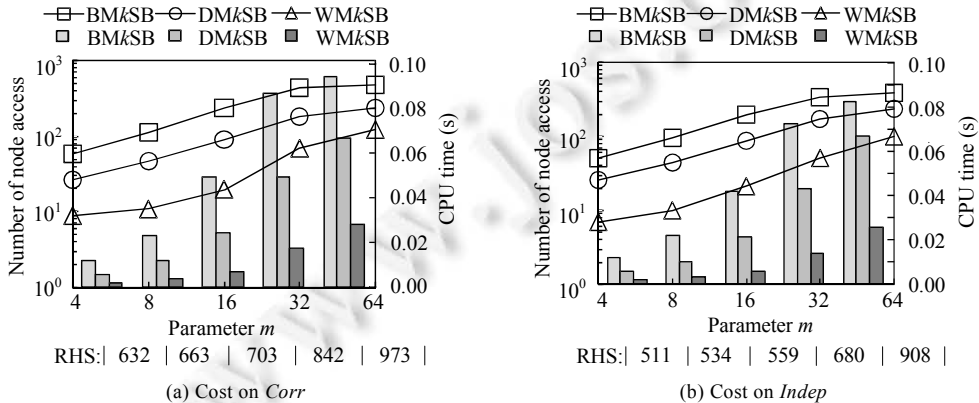 BMkSB DMkSB WMkSB
BMkSB DMkSB WMkSB
Number of node access
10³
10²
10¹
10⁰
0.10
0.08
0.06
0.04
0.02
0.00
CPU time (s)
4 8 16 32 64
Parameter m
RHS:| 632 | 663 | 703 | 842 | 973 |
(a) Cost on Corr
BMkSB DMkSB WMkSB
BMkSB DMkSB WMkSB
Number of node access
10³
10²
10¹
10⁰
0.10
0.08
0.06
0.04
0.02
0.00
CPU time (s)
4 8 16 32 64
Parameter m
RHS:| 511 | 534 | 559 | 680 | 908 |
(b) Cost on Indep